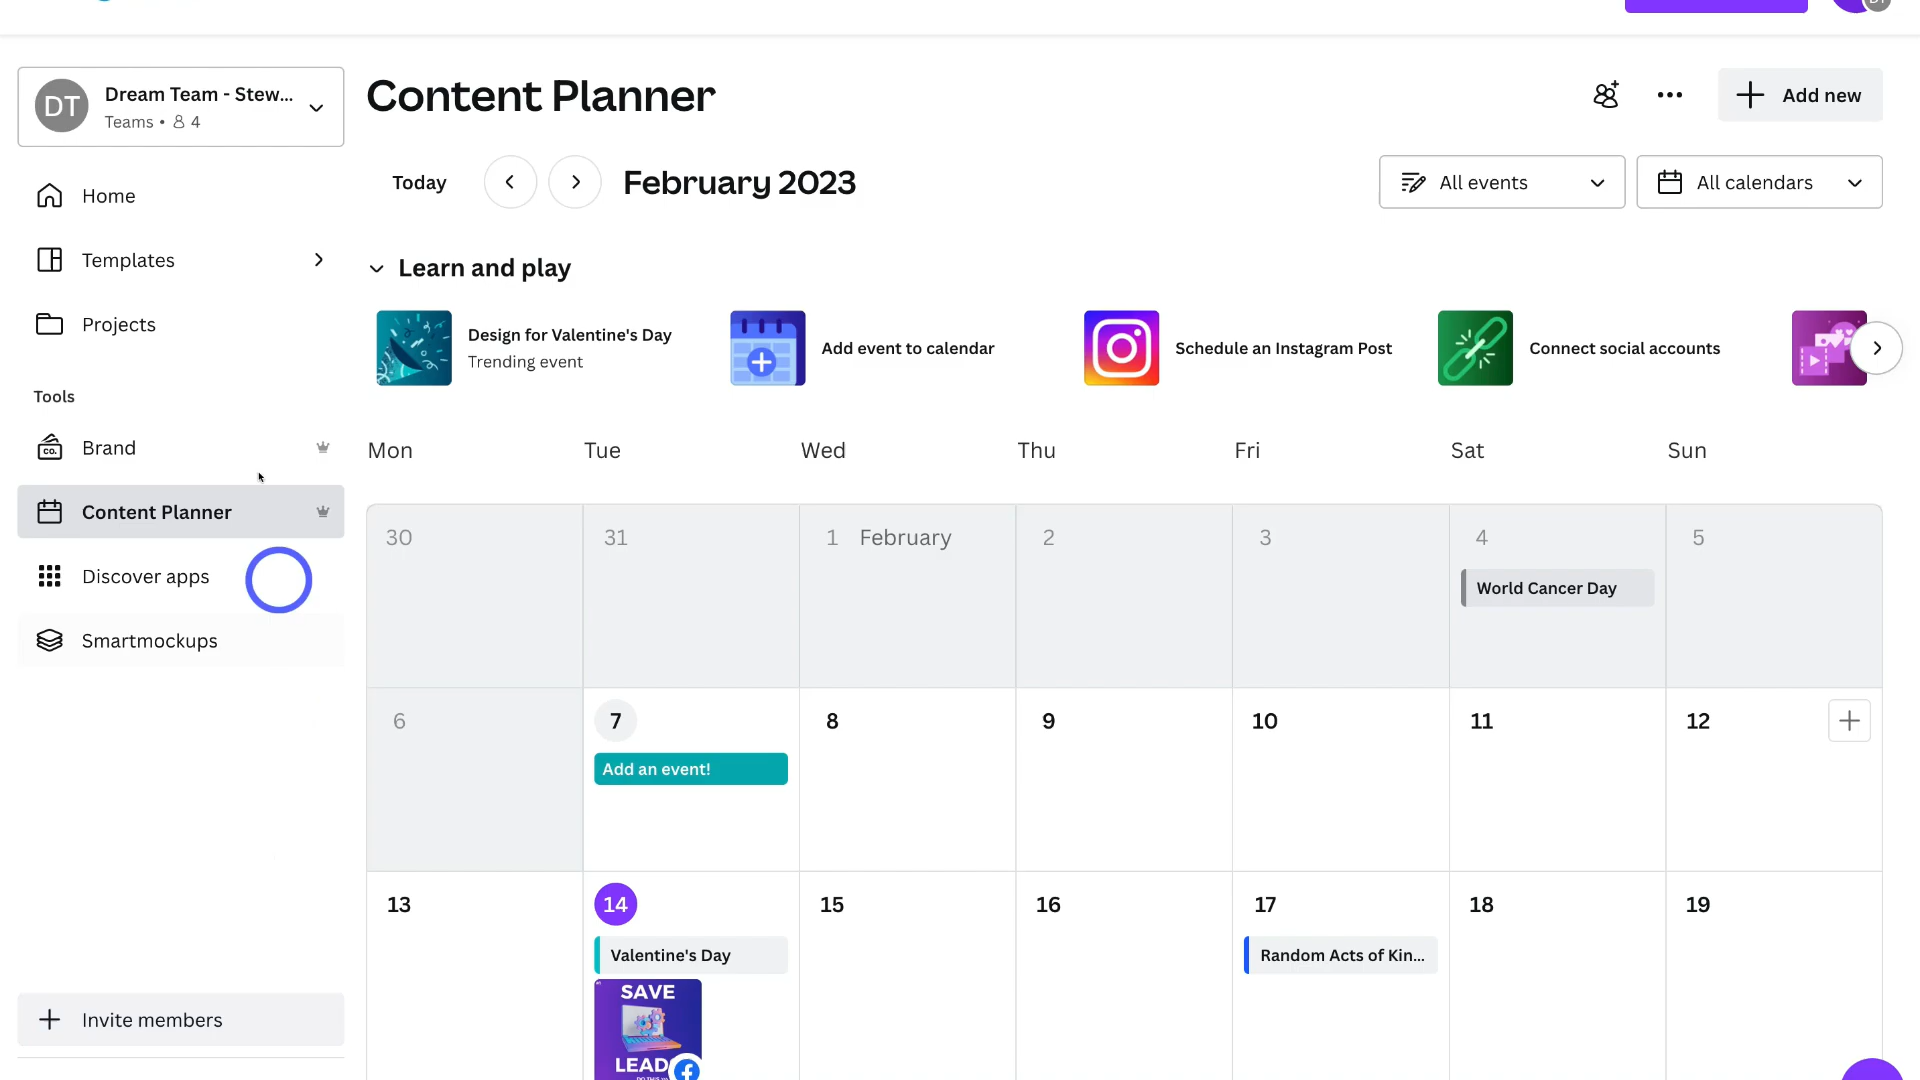 DT
DT
Dream Team - Stew...
Teams • 4
Content Planner
Add new
Today
February 2023
All events
All calendars
Home
Templates
Projects
Tools
co.
Brand
Content Planner
Discover apps
Smartmockups
Invite members
Learn and play
Design for Valentine's Day
Trending event
Add event to calendar
Schedule an Instagram Post
Connect social accounts
Mon
Tue
Wed
Thu
Fri
Sat
Sun
30
31
1 February
2
3
4
5
World Cancer Day
6
7
8
9
10
11
12
Add an event!
13
14
15
16
17
18
19
Valentine's Day
Random Acts of Kin...
SAVE
LEAD